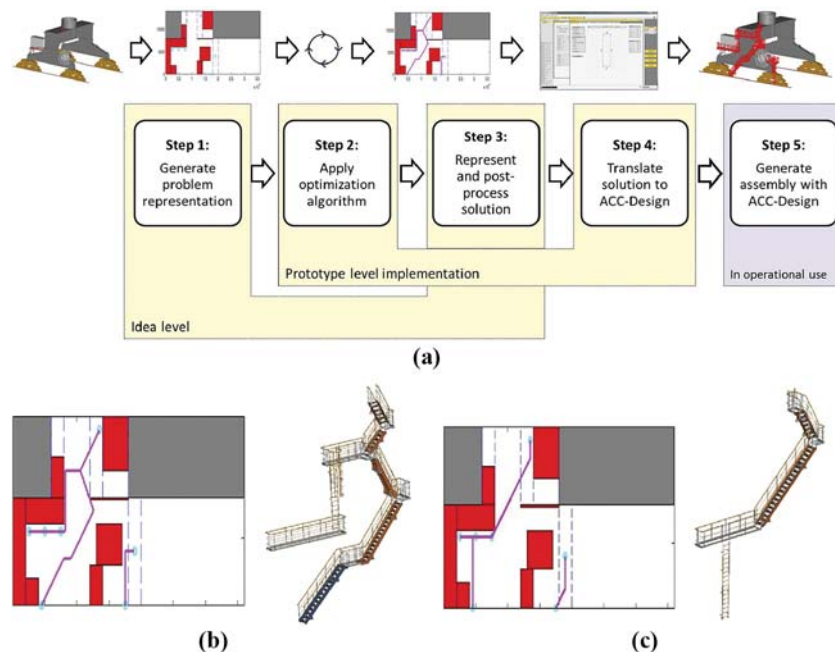 Step 1:
Generate
problem
representation
Step 2:
Apply
optimization
algorithm
Step 3:
Represent
and post-
process
solution
Step 4:
Translate
solution to
ACC-Design
Step 5:
Generate
assembly with
ACC-Design
Prototype level implementation
In operational use
Idea level
(a)
(b)
(c)